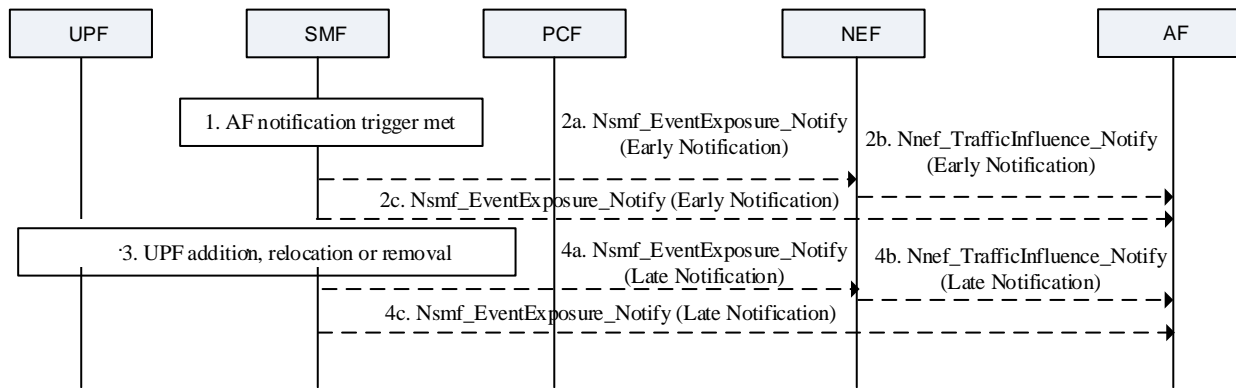 UPF
SMF
PCF
NEF
AF
1. AF notification trigger met
2a. Nsmf_EventExposure_Notify
(Early Notification)
2b. Nnef_TrafficInfluence_Notify
(Early Notification)
2c. Nsmf_EventExposure_Notify (Early Notification)
3. UPF addition, relocation or removal
4a. Nsmf_EventExposure_Notify
(Late Notification)
4b. Nnef_TrafficInfluence_Notify
(Late Notification)
4c. Nsmf_EventExposure_Notify (Late Notification)